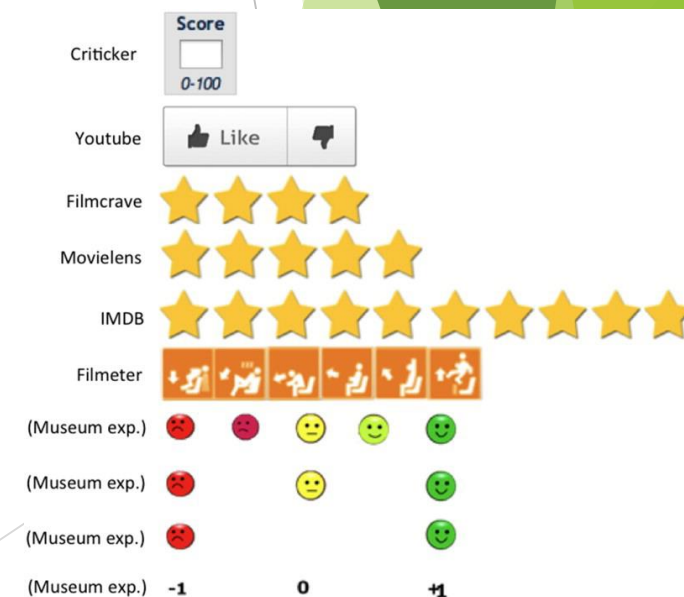 Score
Criticker
0-100
Youtube Like
Filmcrave
Movielens
IMDB
Filmeter
(Museum exp.)
(Museum exp.)
(Museum exp.)
(Museum exp.) -1 0 +1